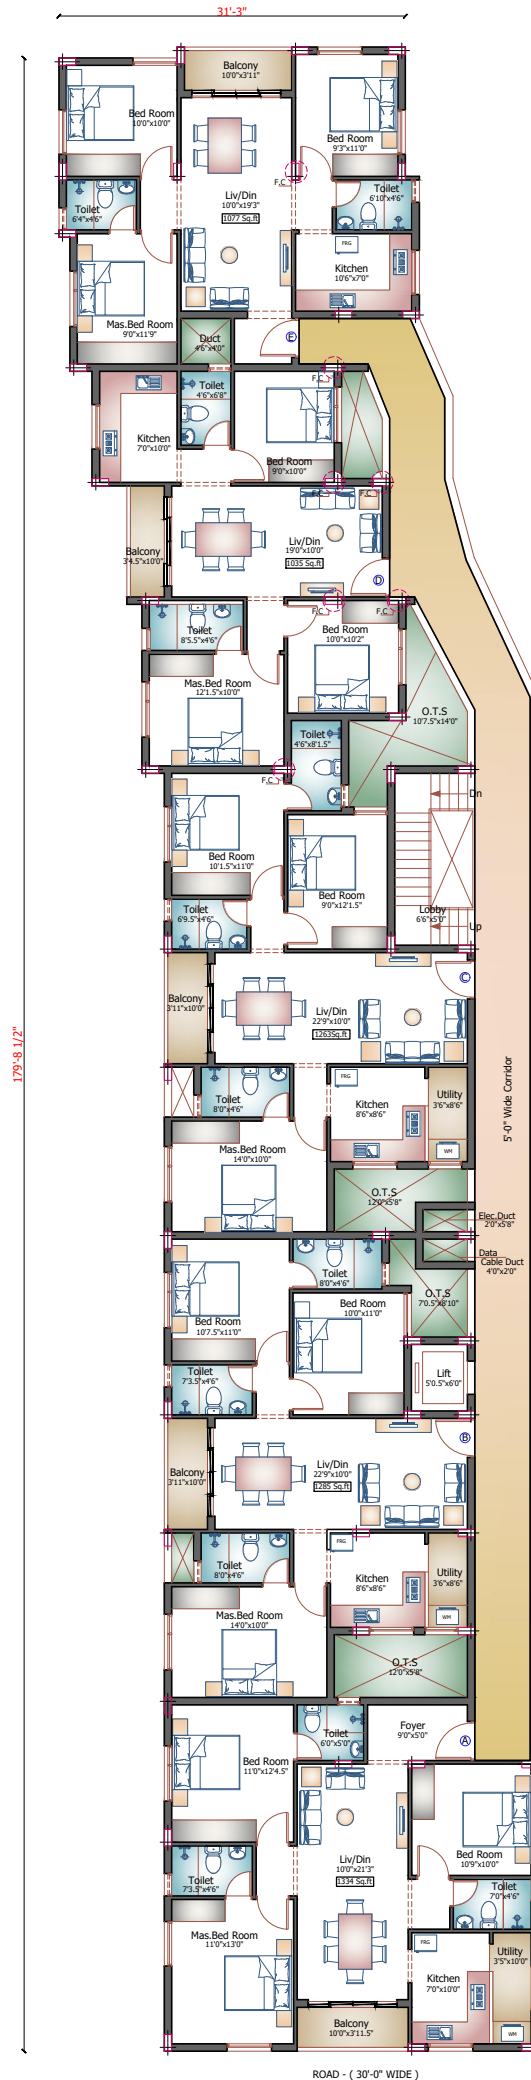 31'-3"
Balcony
10'0"x3'11"
Bed Room
10'0"x10'0"
Bed Room
9'3"x11'0"
F.C
Toilet
6'4"x4'6"
Liv/Din
10'0"x19'3"
1077 Sq.ft
Toilet
6'10"x4'6"
FRG
Kitchen
10'6"x7'0"
Mas.Bed Room
9'0"x11'9"
Duct
4'6"x4'0"
E
F.C
Toilet
4'6"x6'8"
Kitchen
7'0"x10'0"
Bed Room
9'0"x10'0"
F.C
F.C
Balcony
3'4.5"x10'0"
Liv/Din
19'0"x10'0"
1035 Sq.ft
D
F.C
F.C
Toilet
8'5.5"x4'6"
Bed Room
10'0"x10'2"
Mas.Bed Room
12'1.5"x10'0"
O.T.S
10'7.5"x14'0"
Toilet
4'6"x8'1.5"
F.C
Dn
Bed Room
10'1.5"x11'0"
Bed Room
9'0"x12'1.5"
Toilet
6'9.5"x4'6"
Lobby
6'6"x5'0"
Up
Balcony
3'11"x10'0"
C
Liv/Din
22'9"x10'0"
1263Sq.ft
179'-8 1/2"
5'-0" Wide Corridor
FRG
Toilet
8'0"x4'6"
Kitchen
8'6"x8'6"
Utility
3'6"x8'6"
WM
Mas.Bed Room
14'0"x10'0"
O.T.S
12'0"x5'8"
Elec.Duct
2'0"x5'8"
Data
Cable Duct
4'0"x2'0"
Toilet
8'0"x4'6"
O.T.S
7'0.5"x8'10"
Bed Room
10'7.5"x11'0"
Bed Room
10'0"x11'0"
Toilet
7'3.5"x4'6"
Lift
5'0.5"x6'0"
B
Balcony
3'11"x10'0"
Liv/Din
22'9"x10'0"
1285 Sq.ft
FRG
Toilet
8'0"x4'6"
Kitchen
8'6"x8'6"
Utility
3'6"x8'6"
WM
Mas.Bed Room
14'0"x10'0"
O.T.S
12'0"x5'8"
Toilet
6'0"x5'0"
Foyer
9'0"x5'0"
A
Bed Room
11'0"x12'4.5"
Bed Room
10'9"x10'0"
Liv/Din
10'0"x21'3"
1334 Sq.ft
Toilet
7'3.5"x4'6"
Toilet
7'0"x4'6"
Mas.Bed Room
11'0"x13'0"
FRG
Utility
3'5"x10'0"
Kitchen
7'0"x10'0"
WM
Balcony
10'0"x3'11.5"
ROAD - ( 30'-0" WIDE )